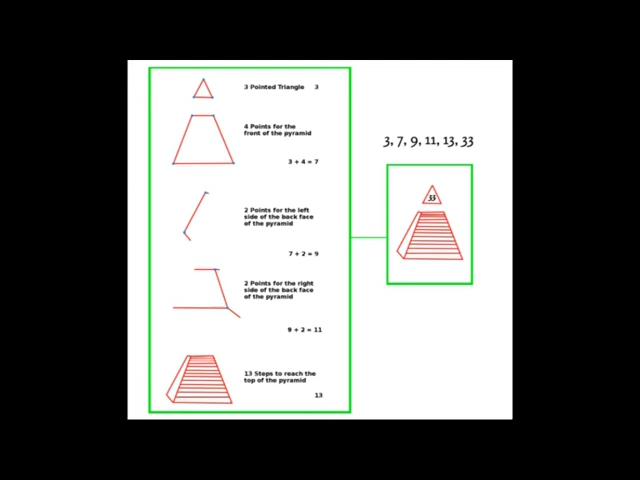 3 Pointed Triangle 3
4 Points for the
front of the pyramid
3 + 4 = 7
2 Points for the left
side of the back face
of the pyramid
7 + 2 = 9
2 Points for the right
side of the back face
of the pyramid
9 + 2 = 11
13 Steps to reach the
top of the pyramid
13
3, 7, 9, 11, 13, 33
33